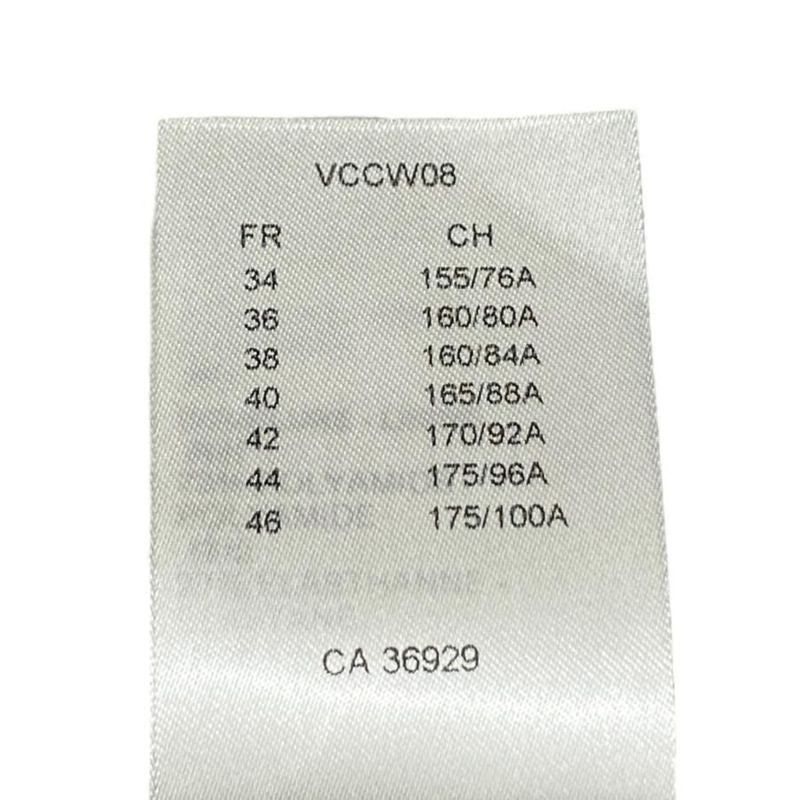 VCCW08
FR CH
34 155/76A
36 160/80A
38 160/84A
40 165/88A
42 170/92A
44 175/96A
46 175/100A
CA 36929